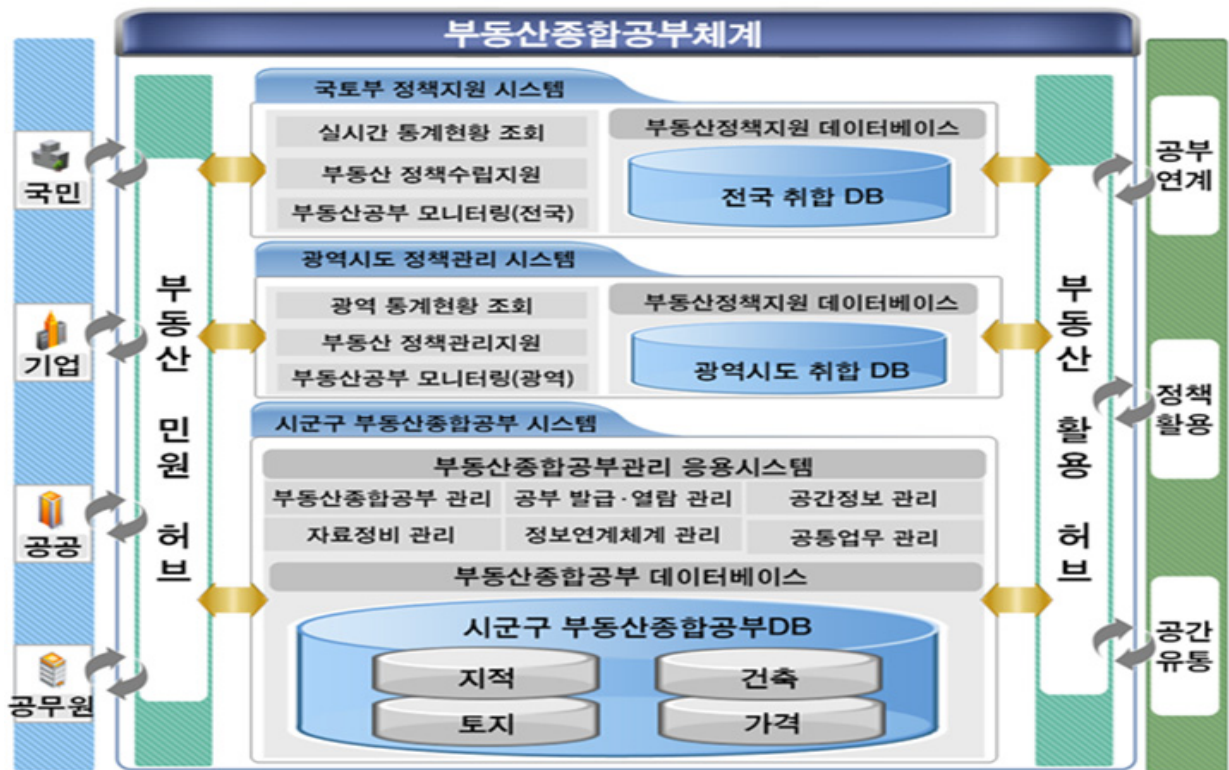 부동산종합공부체계
국민
기업
공공
공무원
부동산 민원 허브
국토부 정책지원 시스템
실시간 통계현황 조회
부동산 정책수립지원
부동산공부 모니터링(전국)
부동산정책지원 데이터베이스
전국 취합 DB
광역시도 정책관리 시스템
광역 통계현황 조회
부동산 정책관리지원
부동산공부 모니터링(광역)
부동산정책지원 데이터베이스
광역시도 취합 DB
시군구 부동산종합공부 시스템
부동산종합공부관리 응용시스템
부동산종합공부 관리
공부 발급·열람 관리
공간정보 관리
자료정비 관리
정보연계체계 관리
공통업무 관리
부동산종합공부 데이터베이스
시군구 부동산종합공부DB
지적
건축
토지
가격
부동산 활용 허브
공부
연계
정책
활용
공간
유통